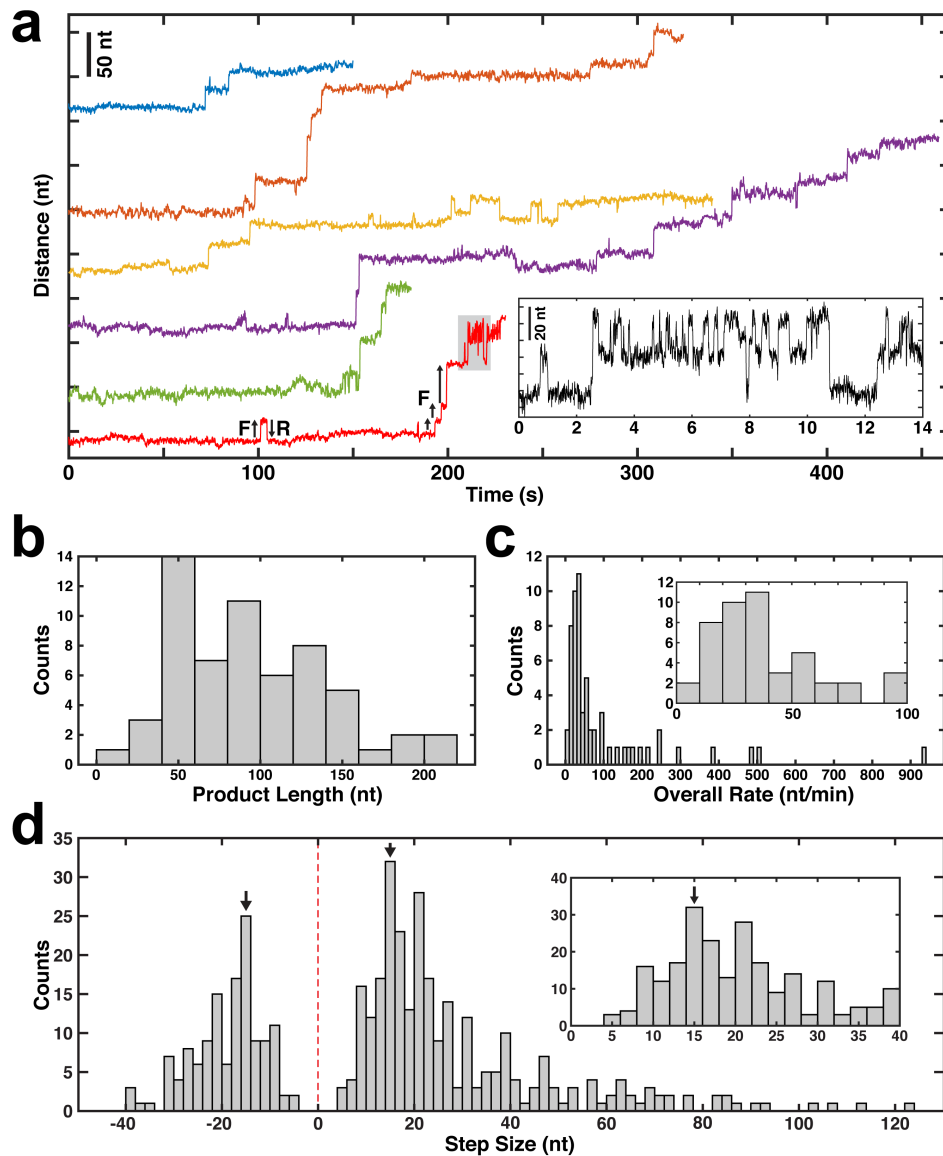 a
50 nt
Distance (nt)
20 nt
0 2 4 6 8 10 12 14
F R
F
0 100 200 300 400
Time (s)
b
14
12
10
8
6
4
2
0
Counts
0 50 100 150 200
Product Length (nt)
c
12
10
8
6
4
2
0
Counts
12
10
8
6
4
2
0 50 100
0 100 200 300 400 500 600 700 800 900
Overall Rate (nt/min)
d
35
30
25
20
15
10
5
0
Counts
40
30
20
10
0
0 5 10 15 20 25 30 35 40
-40 -20 0 20 40 60 80 100 120
Step Size (nt)